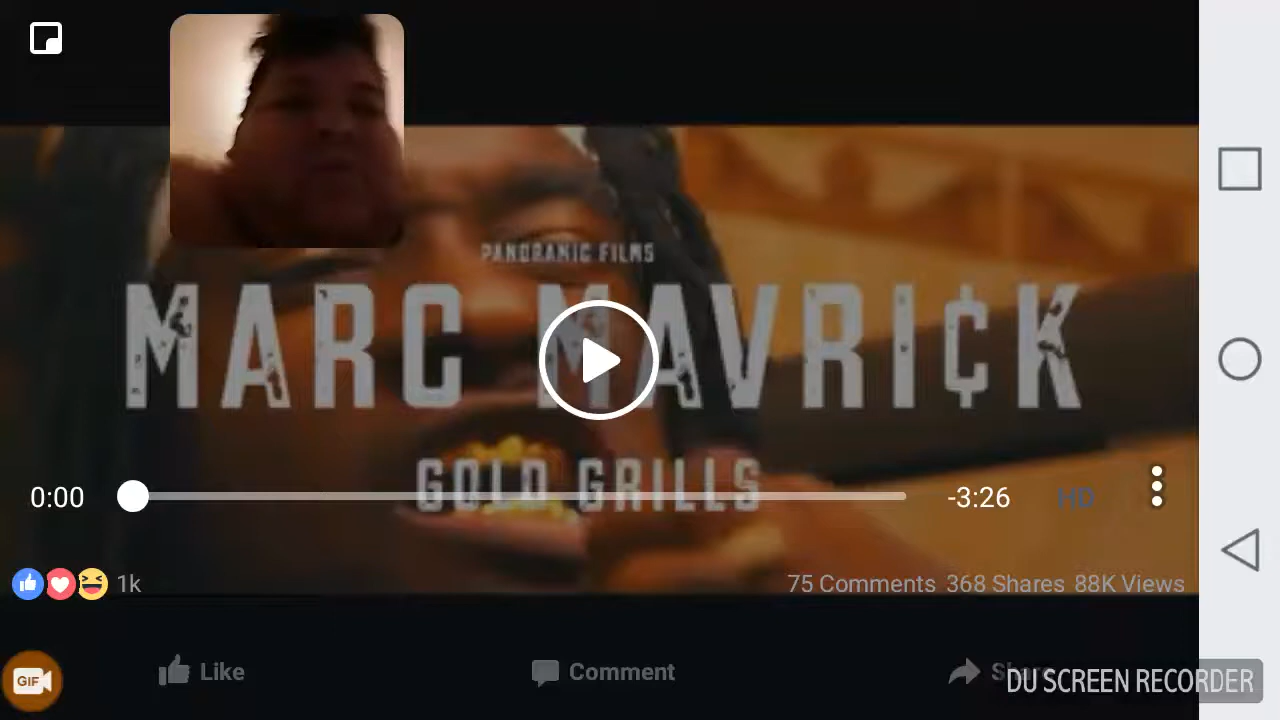 PANORAMIC FILMS
MARC MAVRI¢K
GOLD GRILLS
0:00
-3:26
HD
1k
75 Comments 368 Shares 88K Views
GIF
Like
Comment
Share
DU SCREEN RECORDER